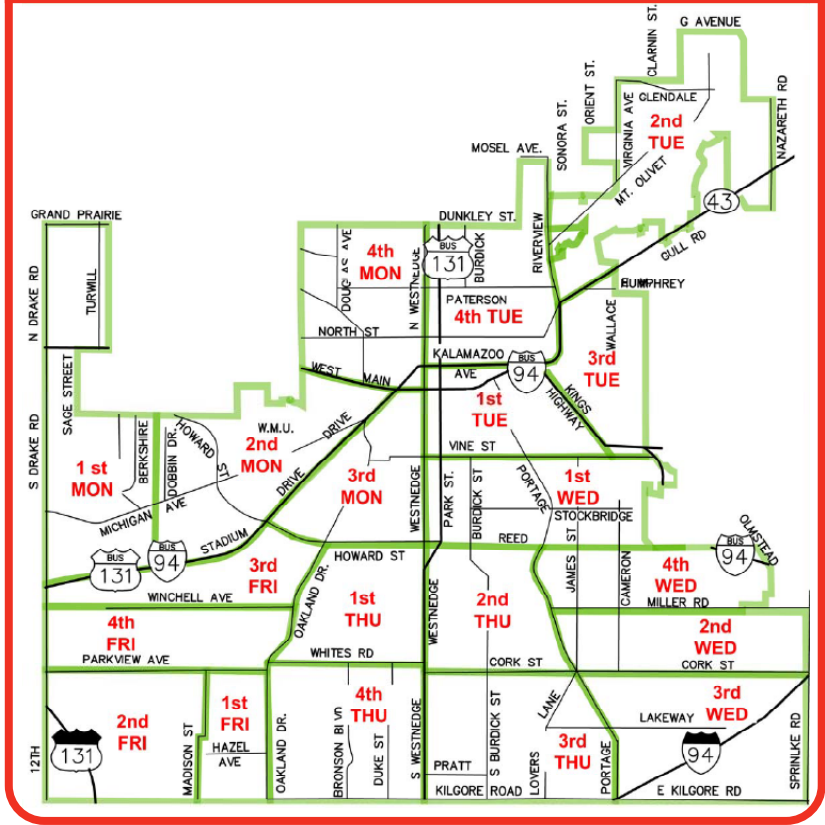 CLARNIN ST.
G AVENUE
ORIENT ST.
GLENDALE
NAZARETH RD
SONORA ST.
VIRGINIA AVE
2nd
TUE
MOSEL AVE.
MT. OLIVET
43
GRAND PRAIRIE
DUNKLEY ST.
RIVERVIEW
GULL RD
4th
MON
DOUGLAS AVE
N WESTNEDGE
BUS
131
BURDICK
N DRAKE RD
TURWILL
HUMPHREY
PATERSON
4th TUE
WALLACE
NORTH ST
KALAMAZOO
AVE
BUS
94
3rd
TUE
SAGE STREET
WEST MAIN
KINGS
HIGHWAY
1st
TUE
S DRAKE RD
BERKSHIRE
DOBBIN DR.
HOWARD ST
W.M.U.
DRIVE
2nd
MON
VINE ST
1 st
MON
3rd
MON
WESTNEDGE
PARK ST.
BURDICK ST
PORTAGE
1st
WED
MICHIGAN AVE
DRIVE
STADIUM
STOCKBRIDGE
REED
OLMSTEAD
BUS
131
BUS
94
HOWARD ST
JAMES ST
CAMERON
4th
WED
BUS
94
3rd
FRI
WINCHELL AVE
OAKLAND DR.
1st
THU
WESTNEDGE
2nd
THU
MILLER RD
4th
FRI
2nd
WED
PARKVIEW AVE
WHITES RD
CORK ST
CORK ST
2nd
FRI
1st
FRI
4th
THU
3rd
WED
12TH
131
MADISON ST
HAZEL
AVE
OAKLAND DR.
BRONSON BLVD
DUKE ST
S WESTNEDGE
S BURDICK ST
LANE
LOVERS
3rd
THU
PORTAGE
LAKEWAY
94
SPRINLKE RD
PRATT
KILGORE ROAD
E KILGORE RD